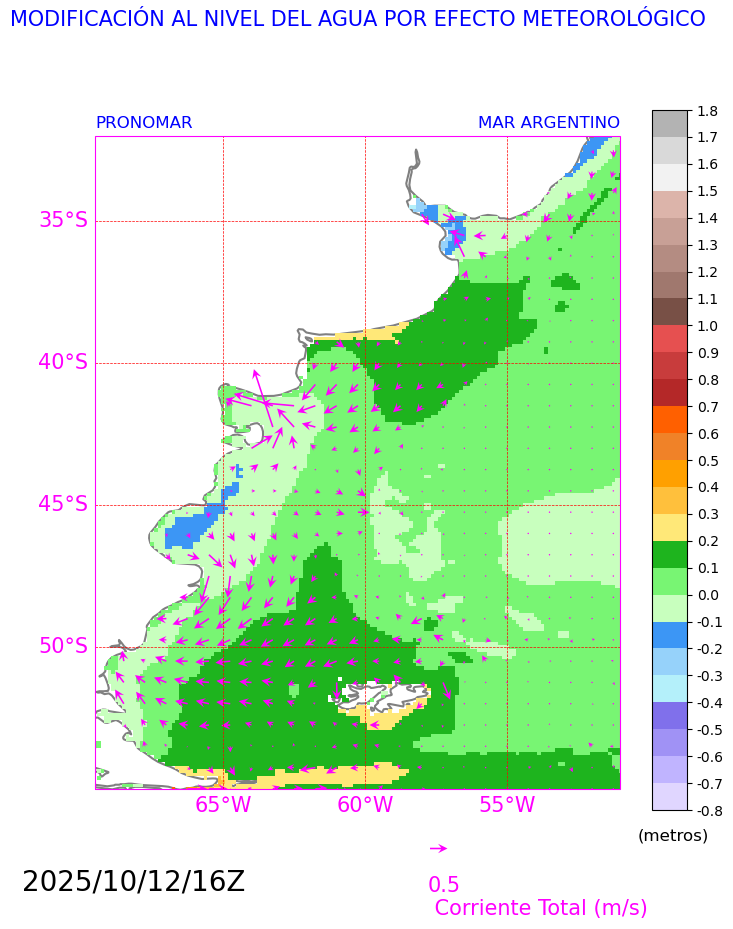 MODIFICACIÓN AL NIVEL DEL AGUA POR EFECTO METEOROLÓGICO
PRONOMAR MAR ARGENTINO
35°S
40°S
45°S
50°S
65°W 60°W 55°W
1.8
1.7
1.6
1.5
1.4
1.3
1.2
1.1
1.0
0.9
0.8
0.7
0.6
0.5
0.4
0.3
0.2
0.1
0.0
-0.1
-0.2
-0.3
-0.4
-0.5
-0.6
-0.7
-0.8
(metros)
2025/10/12/16Z
0.5
Corriente Total (m/s)